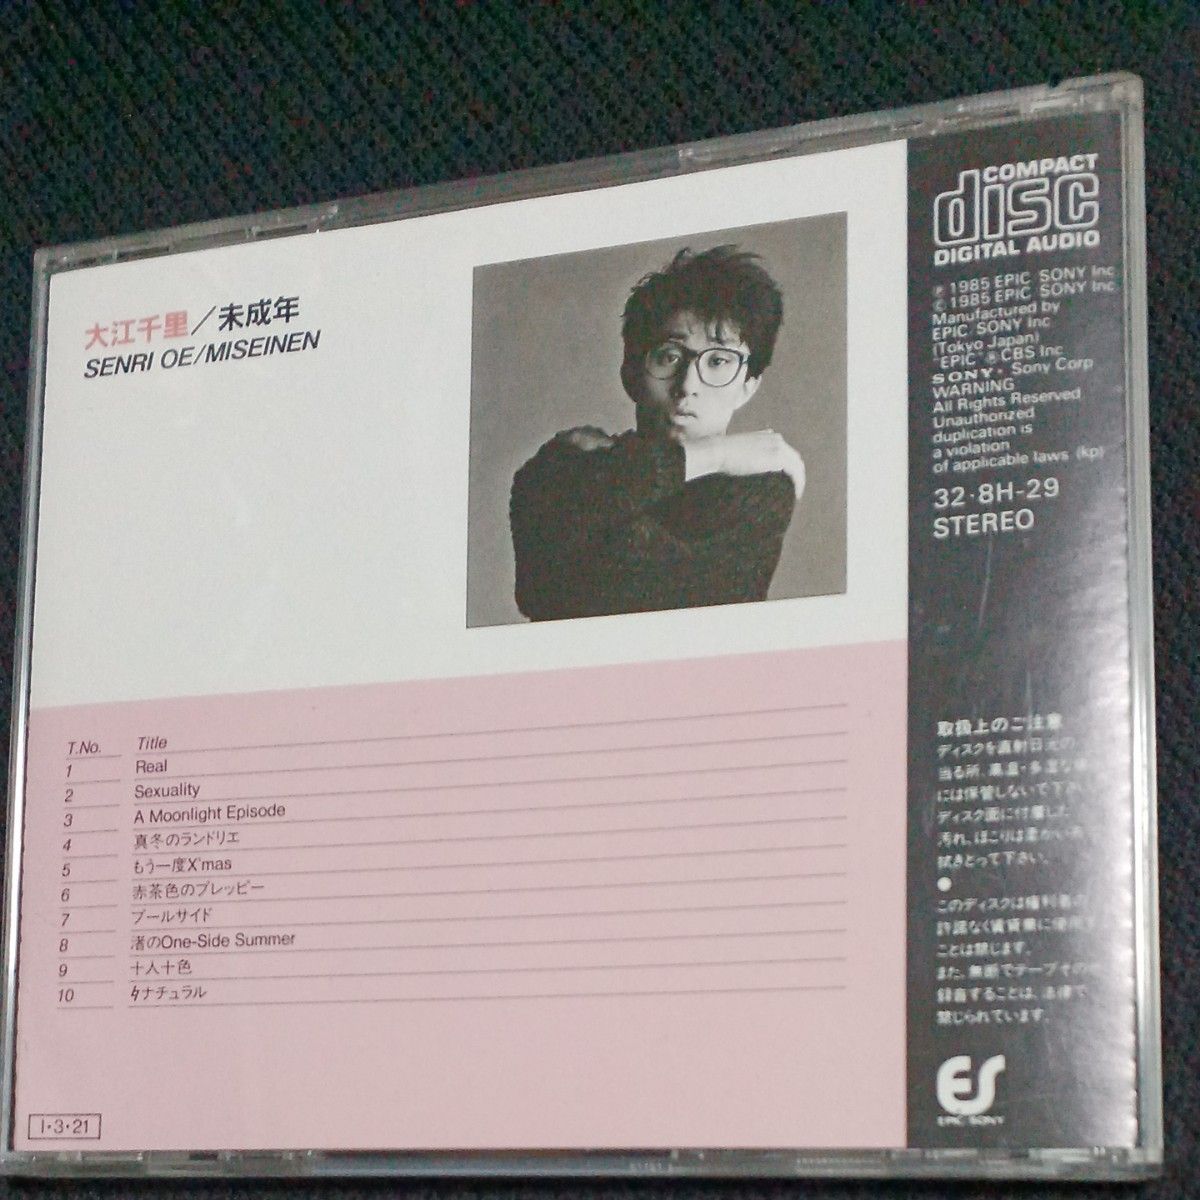 大江千里/未成年
SENRI OE/MISEINEN
T.No. Title
1 Real
2 Sexuality
3 A Moonlight Episode
4 真冬のランドリエ
5 もう一度X'mas
6 赤茶色のプレッピー
7 プールサイド
8 渚のOne-Side Summer
9 十人十色
10 ♮ナチュラル
I・3・21
COMPACT
disc
DIGITAL AUDIO
℗ 1985 EPIC SONY Inc
© 1985 EPIC SONY Inc
Manufactured by
EPIC SONY Inc
(Tokyo Japan)
"EPIC" ® CBS Inc
SONY® Sony Corp
WARNING
All Rights Reserved
Unauthorized
duplication is
a violation
of applicable laws (kp)
32・8H-29
STEREO
取扱上のご注意
ディスクを直射日光の
当る所、高温・多湿な
には保管しないで下さい
ディスク面に付着した
汚れ、ほこりは柔かい
拭きとって下さい。
●
このディスクは権利者の
許諾なく賃貸業に使用
ことは禁じます。
また、無断でテープその
録音することは、法律で
禁じられています。
ES
EPIC SONY